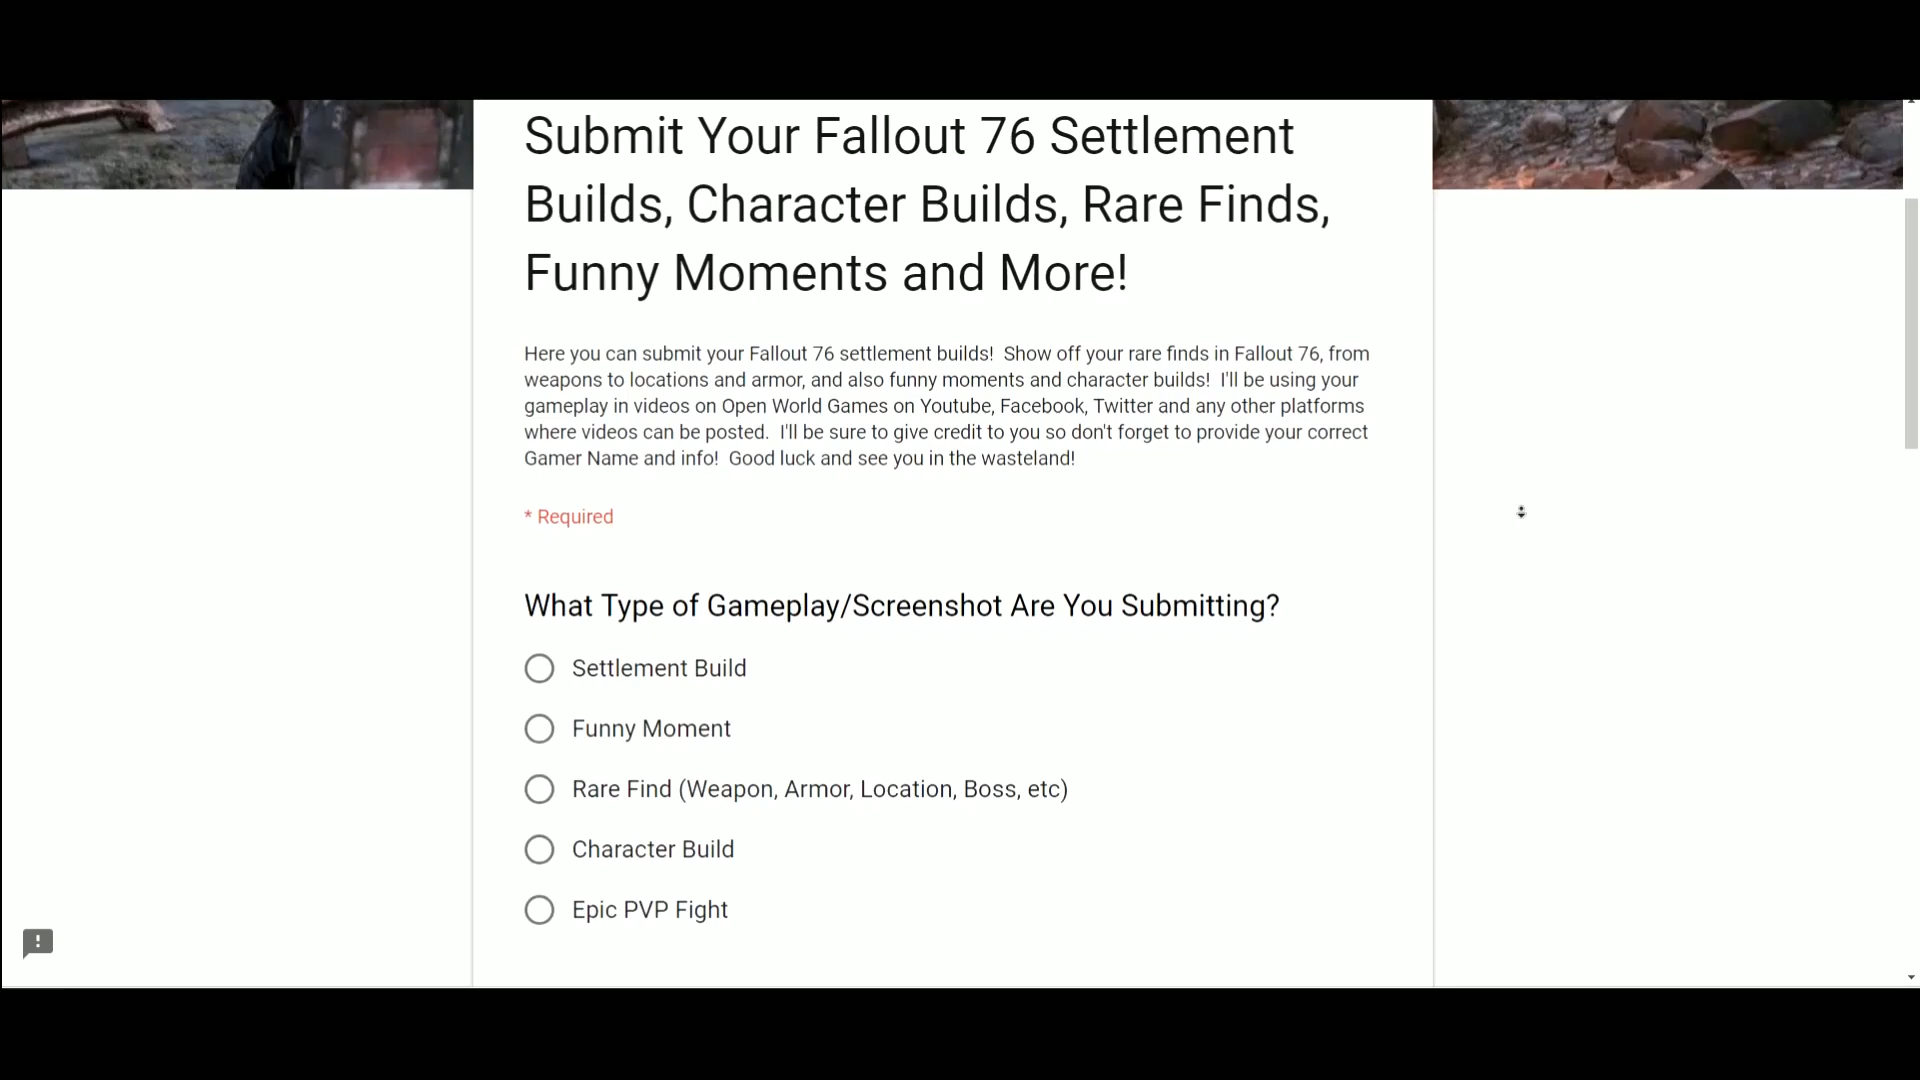 Submit Your Fallout 76 Settlement
Builds, Character Builds, Rare Finds,
Funny Moments and More!
Here you can submit your Fallout 76 settlement builds!  Show off your rare finds in Fallout 76, from
weapons to locations and armor, and also funny moments and character builds!  I'll be using your
gameplay in videos on Open World Games on Youtube, Facebook, Twitter and any other platforms
where videos can be posted.  I'll be sure to give credit to you so don't forget to provide your correct
Gamer Name and info!  Good luck and see you in the wasteland!
* Required
What Type of Gameplay/Screenshot Are You Submitting?
Settlement Build
Funny Moment
Rare Find (Weapon, Armor, Location, Boss, etc)
Character Build
Epic PVP Fight